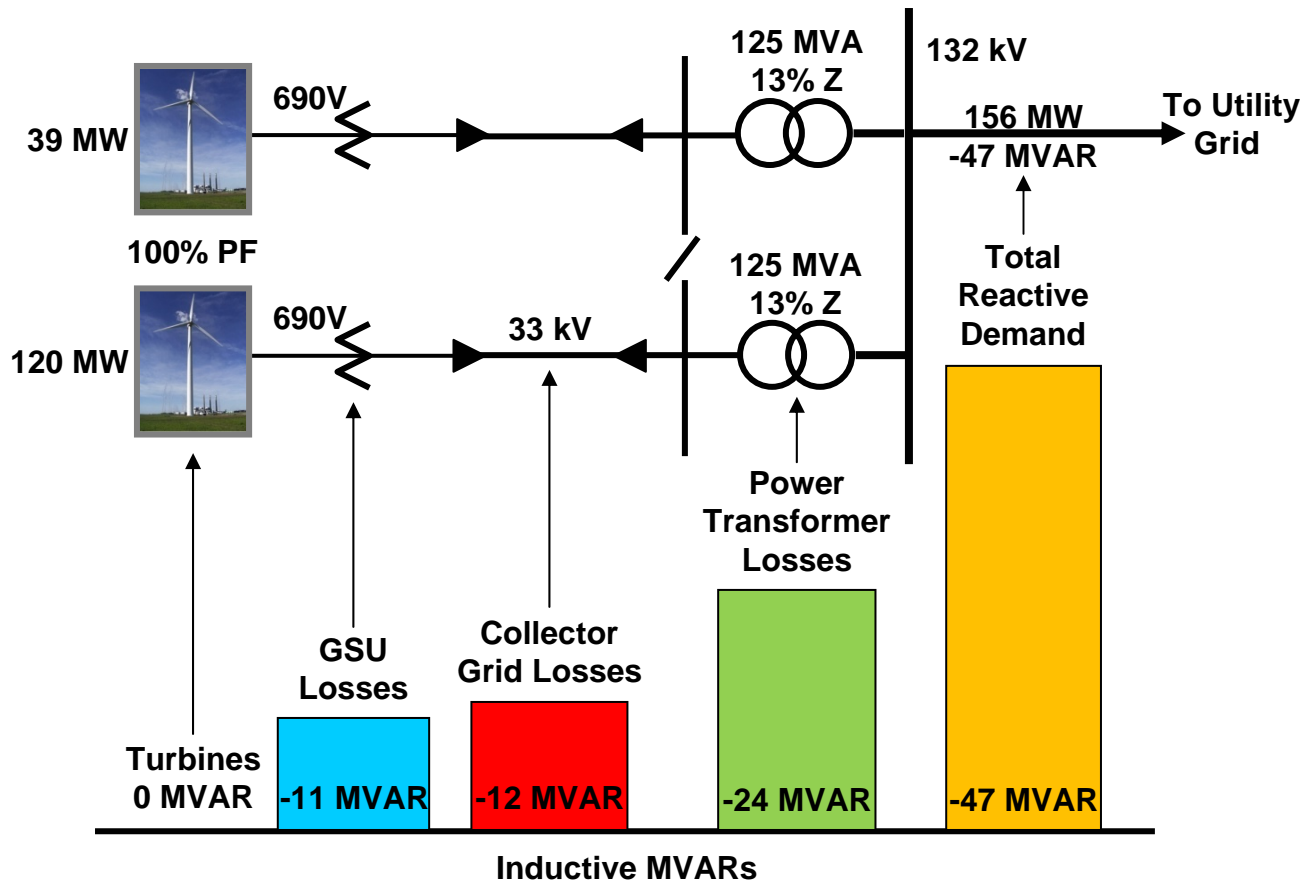 125 MVA
13% Z
132 kV
690V
39 MW
156 MW
-47 MVAR
To Utility
Grid
100% PF
125 MVA
13% Z
Total
Reactive
Demand
690V
33 kV
120 MW
Power
Transformer
Losses
Collector
Grid Losses
GSU
Losses
Turbines
0 MVAR
-11 MVAR
-12 MVAR
-24 MVAR
-47 MVAR
Inductive MVARs